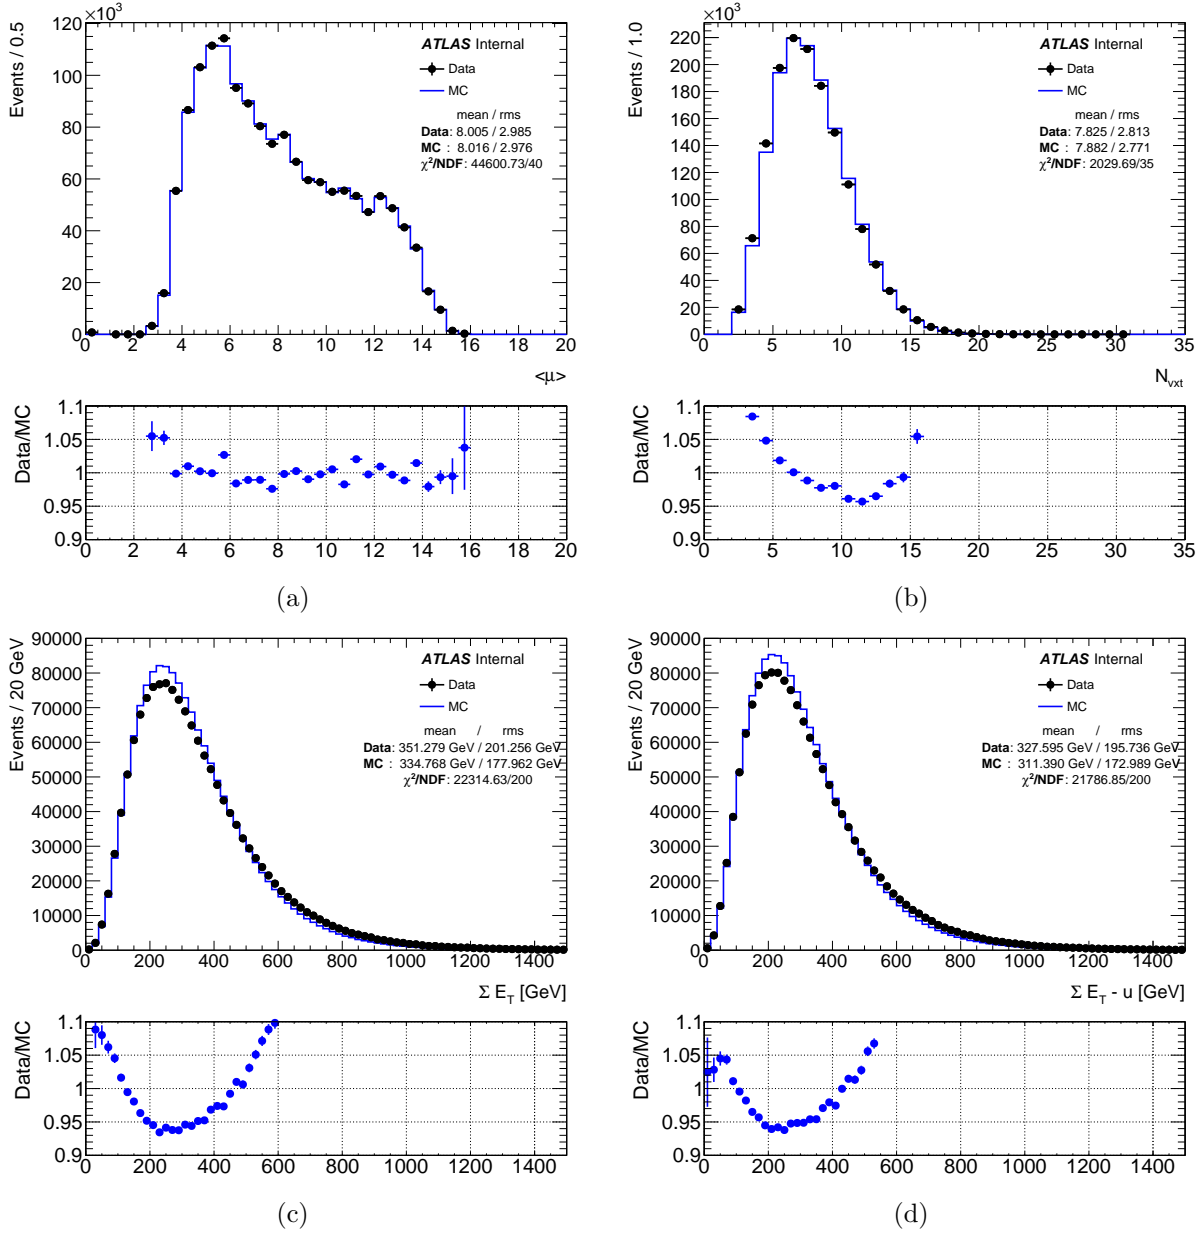 ×10³
Events / 0.5
120
100
80
60
40
20
0
ATLAS Internal
Data
MC
mean / rms
Data: 8.005 / 2.985
MC : 8.016 / 2.976
χ²/NDF: 44600.73/40
0 2 4 6 8 10 12 14 16 18 20
<μ>
Data/MC
1.1
1.05
1
0.95
0.9
0 2 4 6 8 10 12 14 16 18 20
(a)
×10³
Events / 1.0
220
200
180
160
140
120
100
80
60
40
20
0
ATLAS Internal
Data
MC
mean / rms
Data: 7.825 / 2.813
MC : 7.882 / 2.771
χ²/NDF: 2029.69/35
0 5 10 15 20 25 30 35
N_vxt
Data/MC
1.1
1.05
1
0.95
0.9
0 5 10 15 20 25 30 35
(b)
Events / 20 GeV
90000
80000
70000
60000
50000
40000
30000
20000
10000
0
ATLAS Internal
Data
MC
mean / rms
Data: 351.279 GeV / 201.256 GeV
MC : 334.768 GeV / 177.962 GeV
χ²/NDF: 22314.63/200
0 200 400 600 800 1000 1200 1400
Σ E_T [GeV]
Data/MC
1.1
1.05
1
0.95
0.9
0 200 400 600 800 1000 1200 1400
(c)
Events / 20 GeV
90000
80000
70000
60000
50000
40000
30000
20000
10000
0
ATLAS Internal
Data
MC
mean / rms
Data: 327.595 GeV / 195.736 GeV
MC : 311.390 GeV / 172.989 GeV
χ²/NDF: 21786.85/200
0 200 400 600 800 1000 1200 1400
Σ E_T - u [GeV]
Data/MC
1.1
1.05
1
0.95
0.9
0 200 400 600 800 1000 1200 1400
(d)